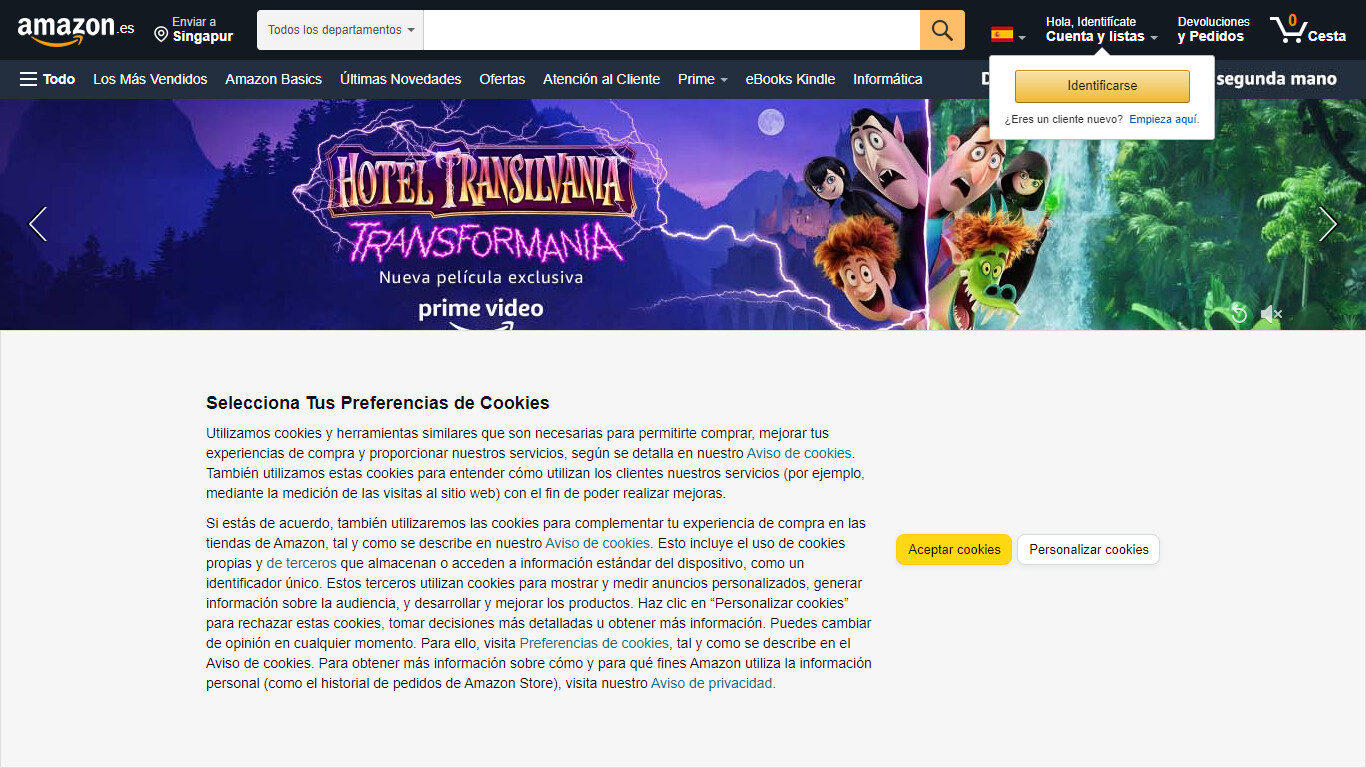 amazon.es
Enviar a
Singapur
Todos los departamentos
Hola, Identifícate
Cuenta y listas
Devoluciones
y Pedidos
0
Cesta
Todo
Los Más Vendidos
Amazon Basics
Últimas Novedades
Ofertas
Atención al Cliente
Prime
eBooks Kindle
Informática
segunda mano
Identificarse
¿Eres un cliente nuevo? Empieza aquí.
HOTEL TRANSILVANIA
TRANSFORMANÍA
Nueva película exclusiva
prime video
Selecciona Tus Preferencias de Cookies
Utilizamos cookies y herramientas similares que son necesarias para permitirte comprar, mejorar tus
experiencias de compra y proporcionar nuestros servicios, según se detalla en nuestro Aviso de cookies.
También utilizamos estas cookies para entender cómo utilizan los clientes nuestros servicios (por ejemplo,
mediante la medición de las visitas al sitio web) con el fin de poder realizar mejoras.
Si estás de acuerdo, también utilizaremos las cookies para complementar tu experiencia de compra en las
tiendas de Amazon, tal y como se describe en nuestro Aviso de cookies. Esto incluye el uso de cookies
propias y de terceros que almacenan o acceden a información estándar del dispositivo, como un
identificador único. Estos terceros utilizan cookies para mostrar y medir anuncios personalizados, generar
información sobre la audiencia, y desarrollar y mejorar los productos. Haz clic en “Personalizar cookies”
para rechazar estas cookies, tomar decisiones más detalladas u obtener más información. Puedes cambiar
de opinión en cualquier momento. Para ello, visita Preferencias de cookies, tal y como se describe en el
Aviso de cookies. Para obtener más información sobre cómo y para qué fines Amazon utiliza la información
personal (como el historial de pedidos de Amazon Store), visita nuestro Aviso de privacidad.
Aceptar cookies
Personalizar cookies